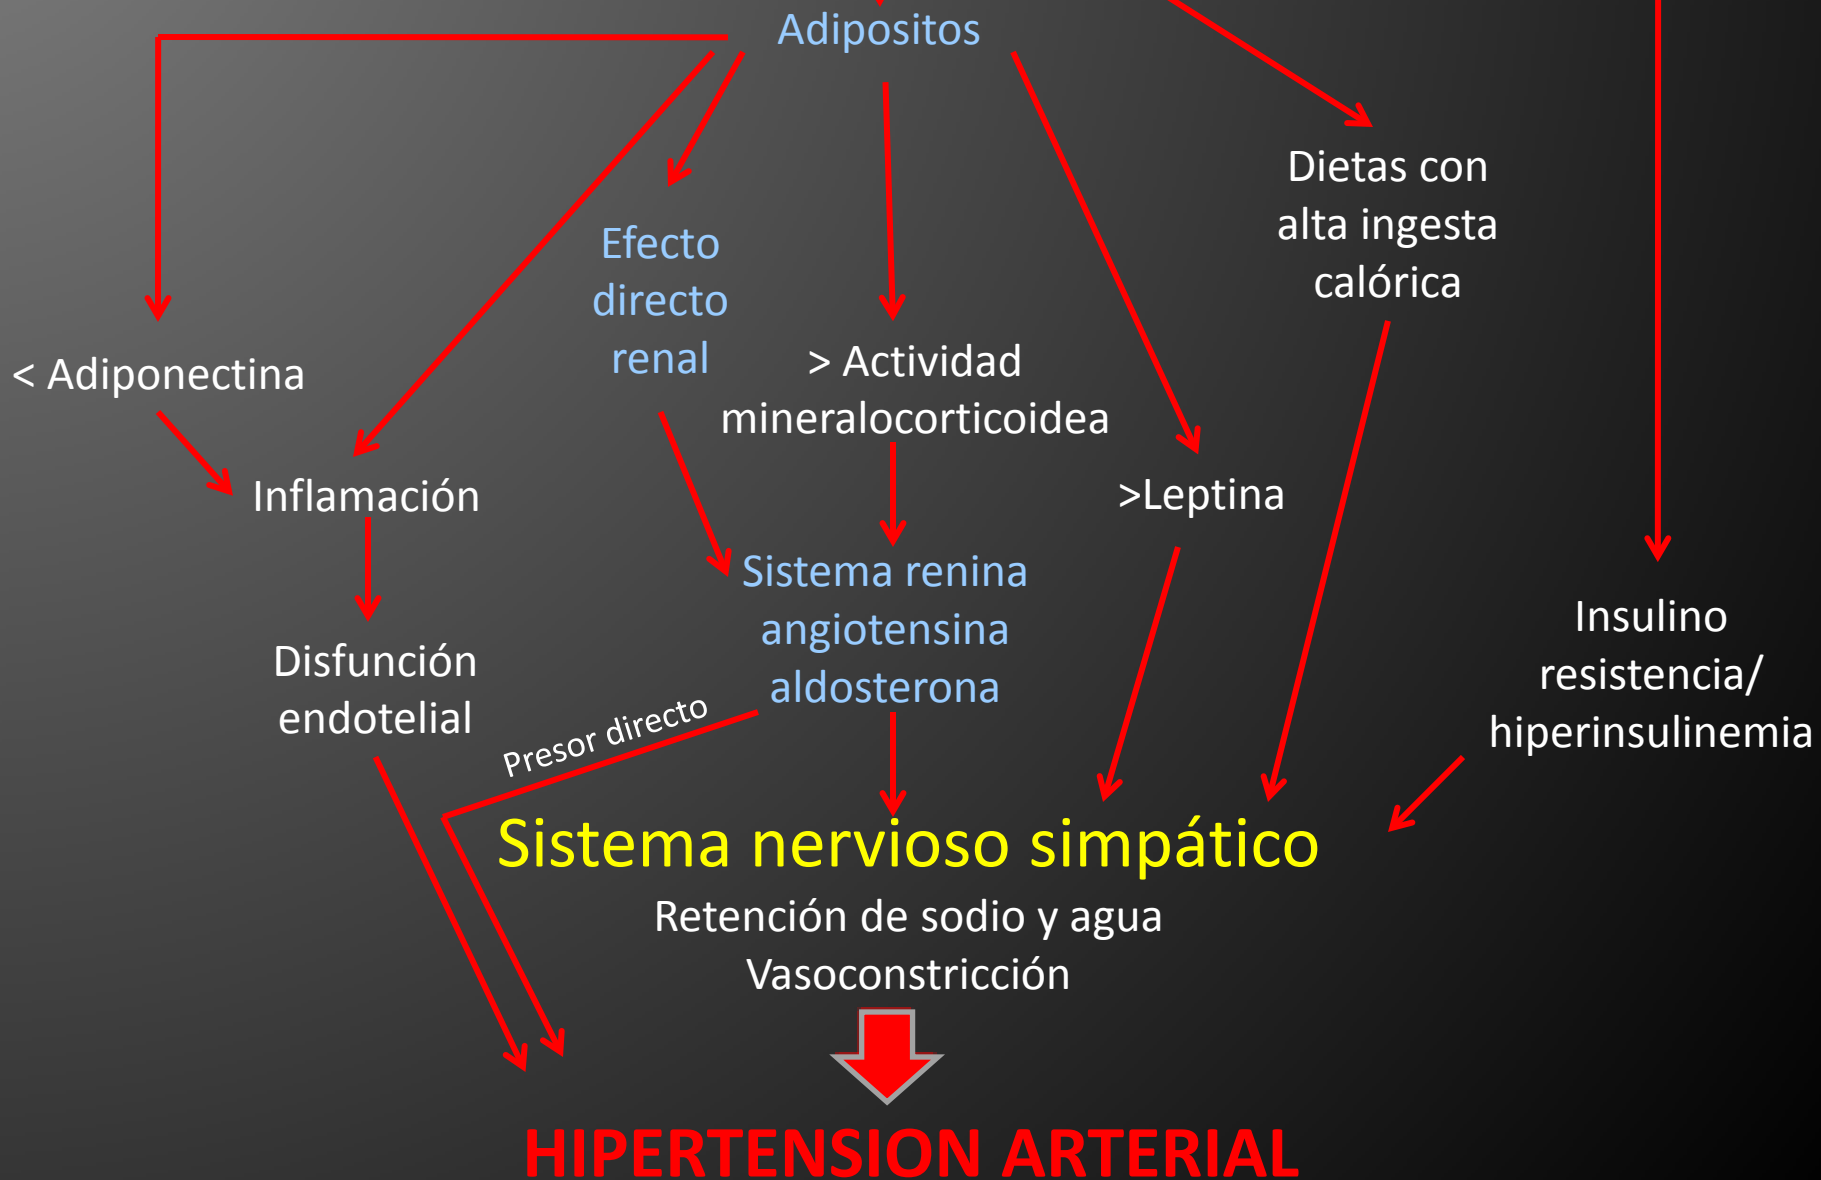 Adipositos
Dietas con
alta ingesta
calórica
Efecto
directo
renal
< Adiponectina
> Actividad
mineralocorticoidea
Inflamación
>Leptina
Sistema renina
angiotensina
aldosterona
Insulino
resistencia/
hiperinsulinemia
Disfunción
endotelial
Presor directo
Sistema nervioso simpático
Retención de sodio y agua
Vasoconstricción
HIPERTENSION ARTERIAL